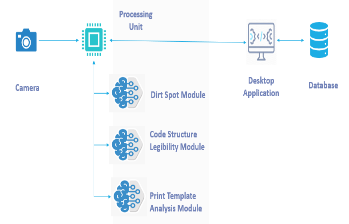 Processing
Unit
Camera
Desktop
Application
Database
Dirt Spot Module
Code Structure
Legibility Module
Print Template
Analysis Module